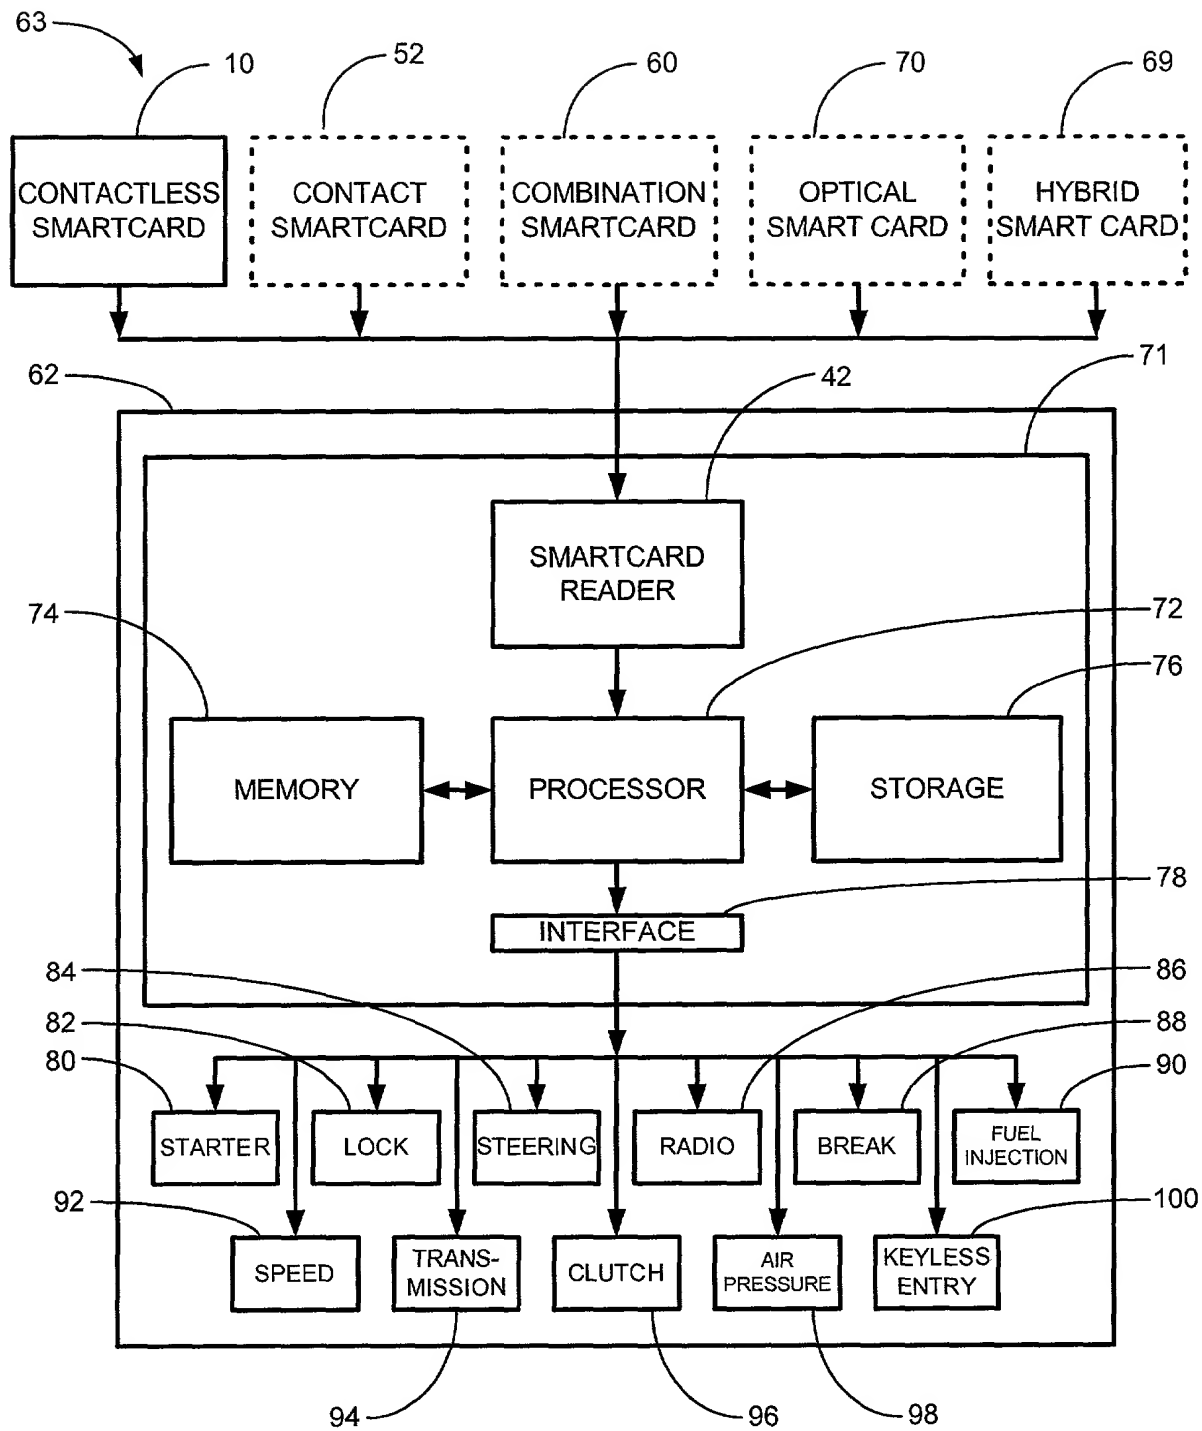 63
10
52
60
70
69
CONTACTLESS
SMARTCARD
CONTACT
SMARTCARD
COMBINATION
SMARTCARD
OPTICAL
SMART CARD
HYBRID
SMART CARD
71
62
42
SMARTCARD
READER
74
72
76
MEMORY
PROCESSOR
STORAGE
78
INTERFACE
84
86
82
88
80
90
STARTER
LOCK
STEERING
RADIO
BREAK
FUEL
INJECTION
92
100
SPEED
TRANS-
MISSION
CLUTCH
AIR
PRESSURE
KEYLESS
ENTRY
94
96
98